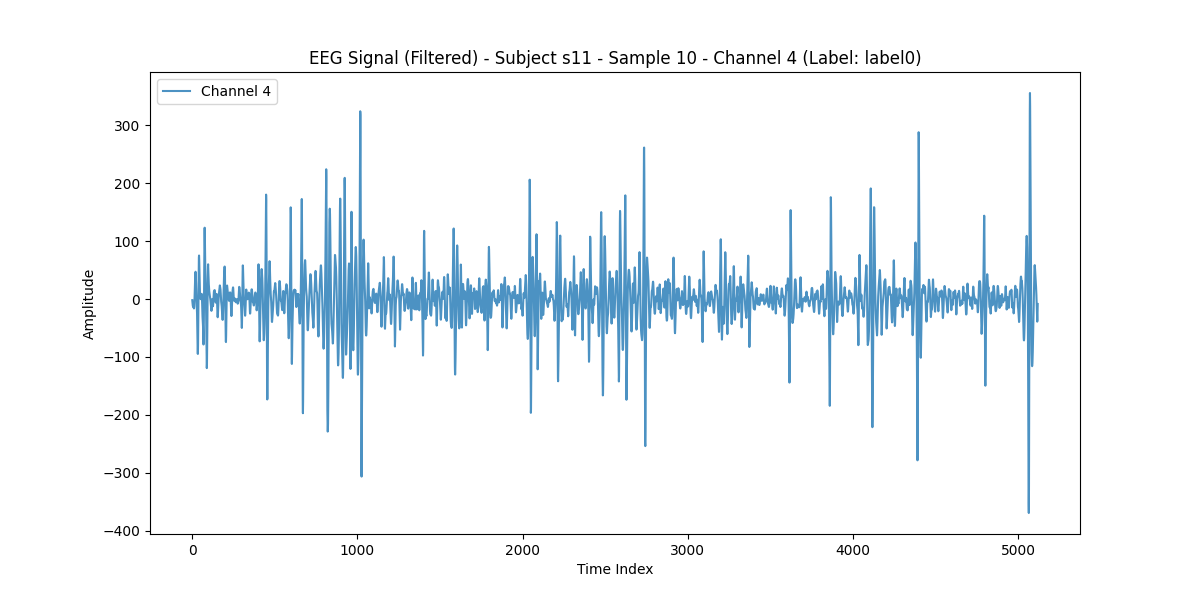 EEG Signal (Filtered) - Subject s11 - Sample 10 - Channel 4 (Label: label0)
Channel 4
300
200
100
0
−100
−200
−300
−400
Amplitude
0 1000 2000 3000 4000 5000
Time Index